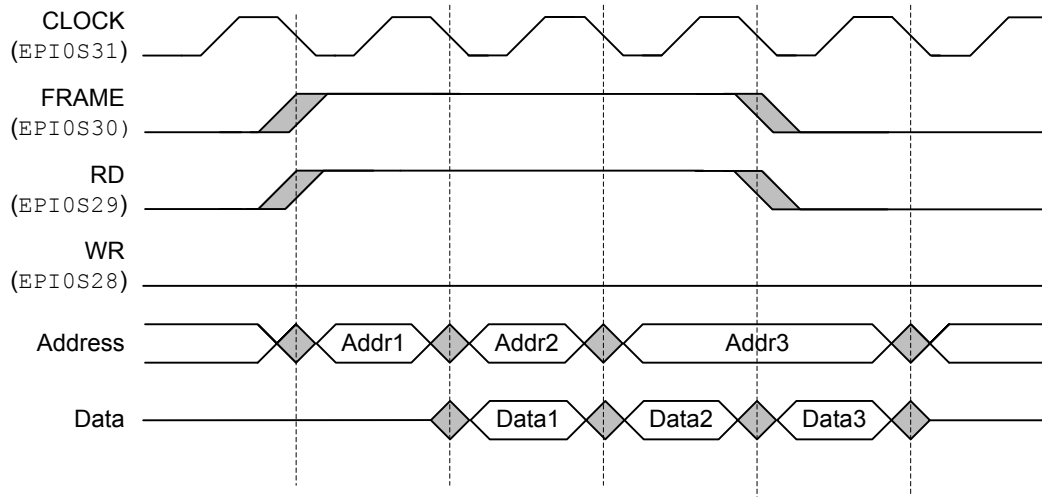 CLOCK
(EPI0S31)
FRAME
(EPI0S30)
RD
(EPI0S29)
WR
(EPI0S28)
Address Addr1 Addr2 Addr3
Data Data1 Data2 Data3